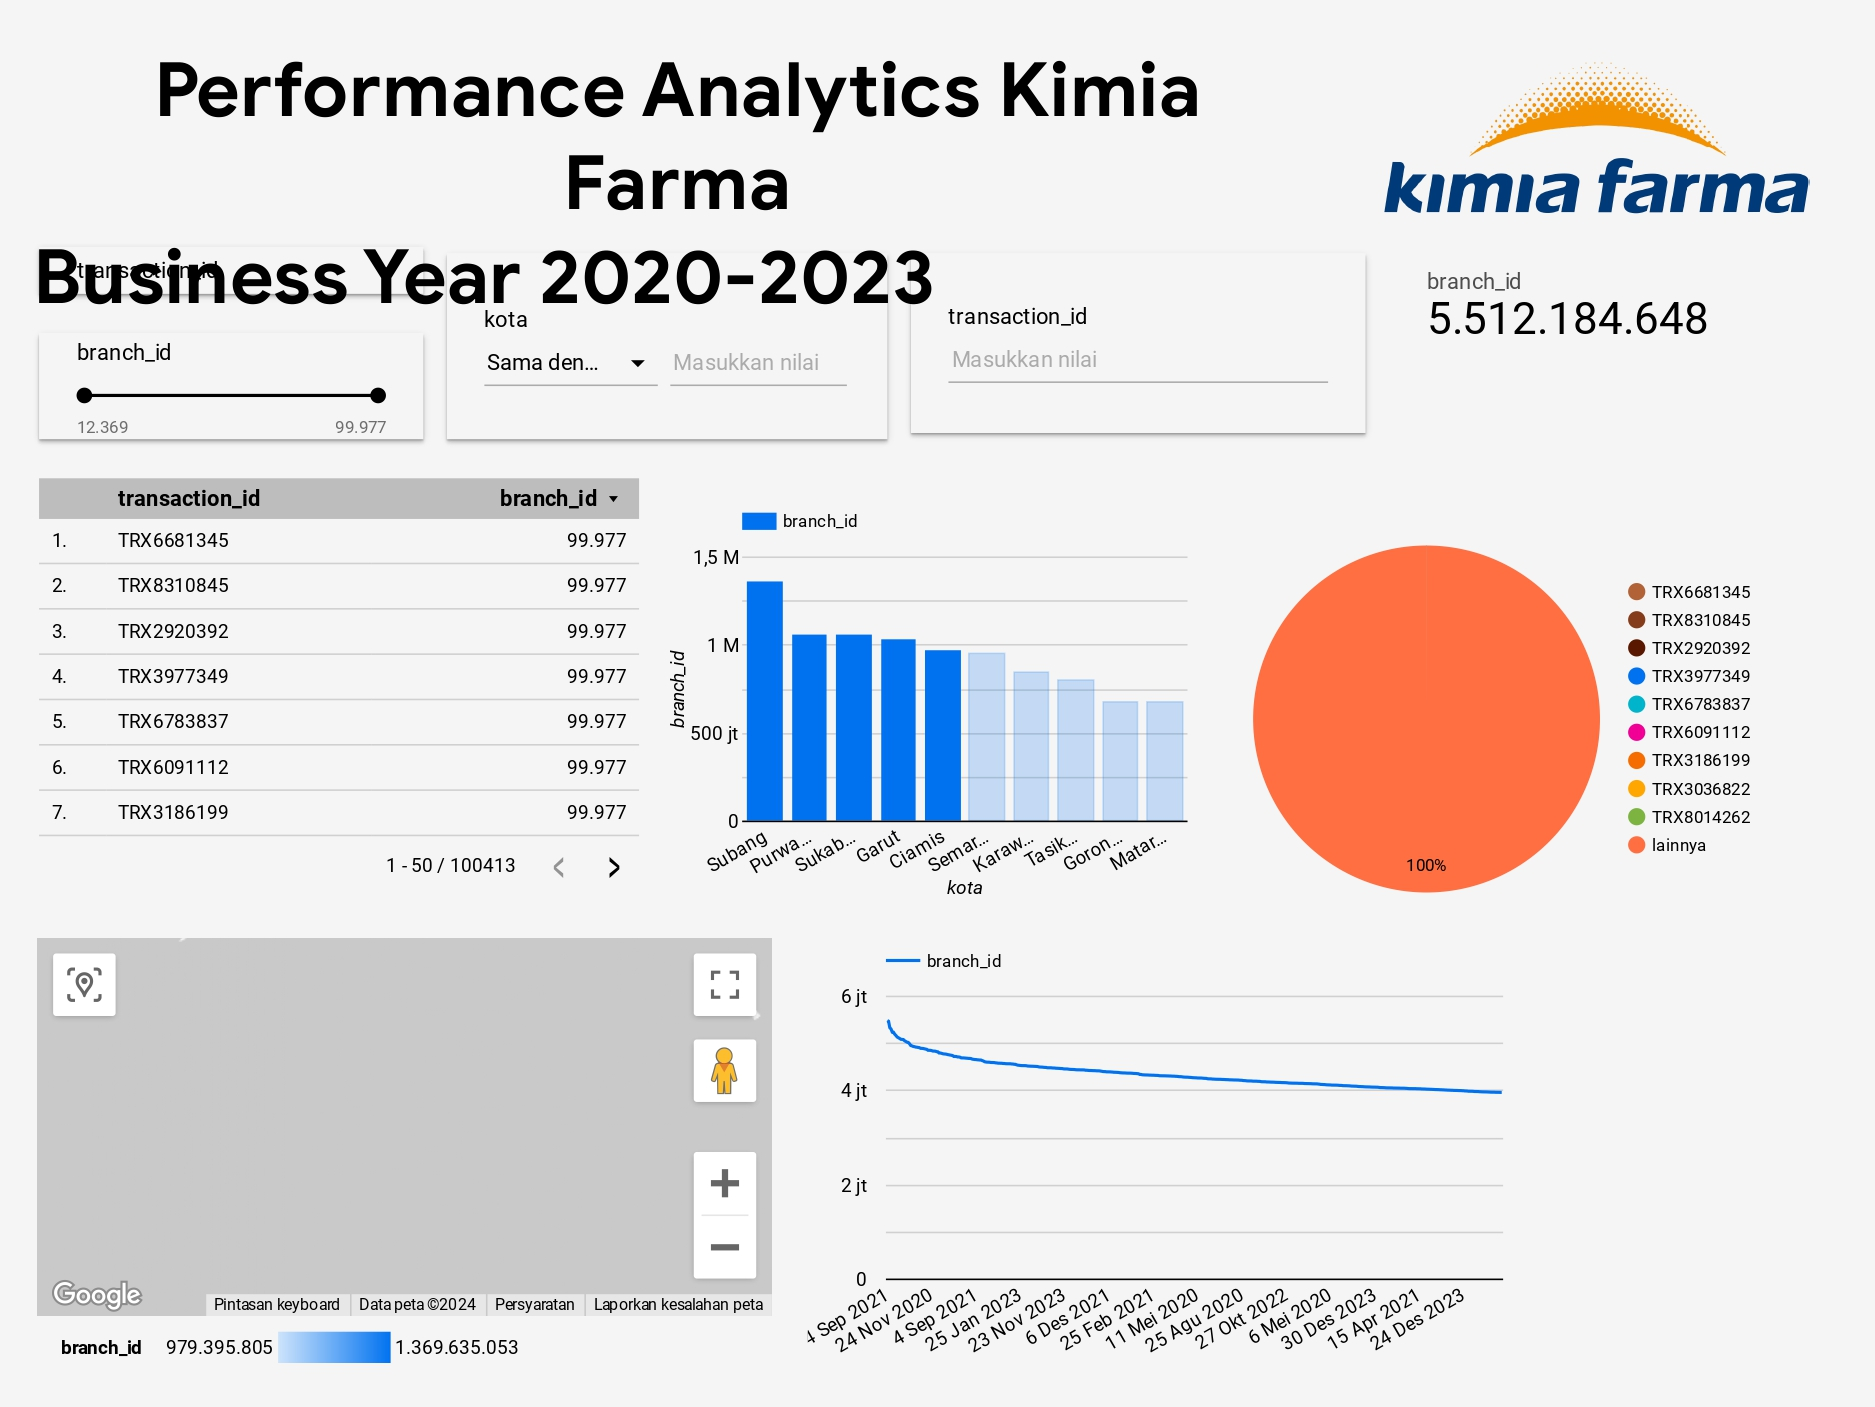 Performance Analytics Kimia
Farma
Business Year 2020-2023
kimia farma
transaction_id
branch_id
12.369 99.977
kota
Sama den... Masukkan nilai
transaction_id
Masukkan nilai
branch_id
5.512.184.648
transaction_id branch_id
1. TRX6681345 99.977
2. TRX8310845 99.977
3. TRX2920392 99.977
4. TRX3977349 99.977
5. TRX6783837 99.977
6. TRX6091112 99.977
7. TRX3186199 99.977
1 - 50 / 100413
branch_id
1,5 M
1 M
500 jt
0
branch_id
Subang
Purwa...
Sukab...
Garut
Ciamis
Semar...
Karaw...
Tasik...
Goron...
Matar...
kota
100%
TRX6681345
TRX8310845
TRX2920392
TRX3977349
TRX6783837
TRX6091112
TRX3186199
TRX3036822
TRX8014262
lainnya
Google
Pintasan keyboard
Data peta ©2024
Persyaratan
Laporkan kesalahan peta
branch_id 979.395.805 1.369.635.053
branch_id
6 jt
4 jt
2 jt
0
4 Sep 2021
24 Nov 2020
4 Sep 2021
25 Jan 2023
23 Nov 2023
6 Des 2021
25 Feb 2021
11 Mei 2020
25 Agu 2020
27 Okt 2022
6 Mei 2020
30 Des 2023
15 Apr 2021
24 Des 2023